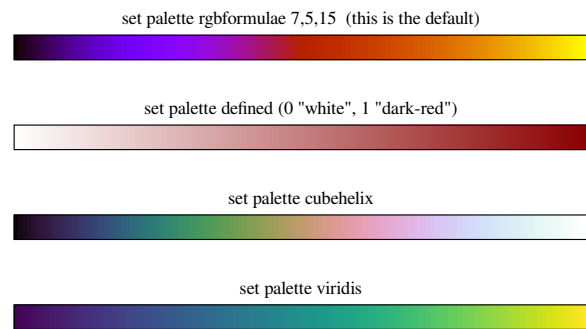 set palette rgbformulae 7,5,15  (this is the default)
set palette defined (0 "white", 1 "dark-red")
set palette cubehelix
set palette viridis